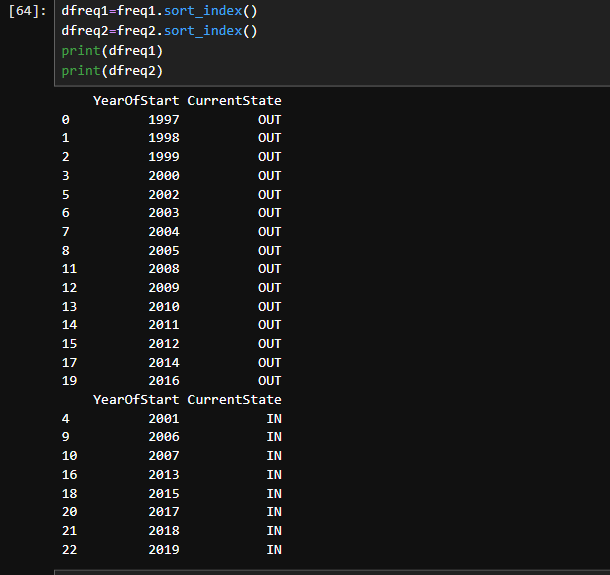 [64]: dfreq1=freq1.sort_index()
dfreq2=freq2.sort_index()
print(dfreq1)
print(dfreq2)
YearOfStart CurrentState
0 1997 OUT
1 1998 OUT
2 1999 OUT
3 2000 OUT
5 2002 OUT
6 2003 OUT
7 2004 OUT
8 2005 OUT
11 2008 OUT
12 2009 OUT
13 2010 OUT
14 2011 OUT
15 2012 OUT
17 2014 OUT
19 2016 OUT
YearOfStart CurrentState
4 2001 IN
9 2006 IN
10 2007 IN
16 2013 IN
18 2015 IN
20 2017 IN
21 2018 IN
22 2019 IN